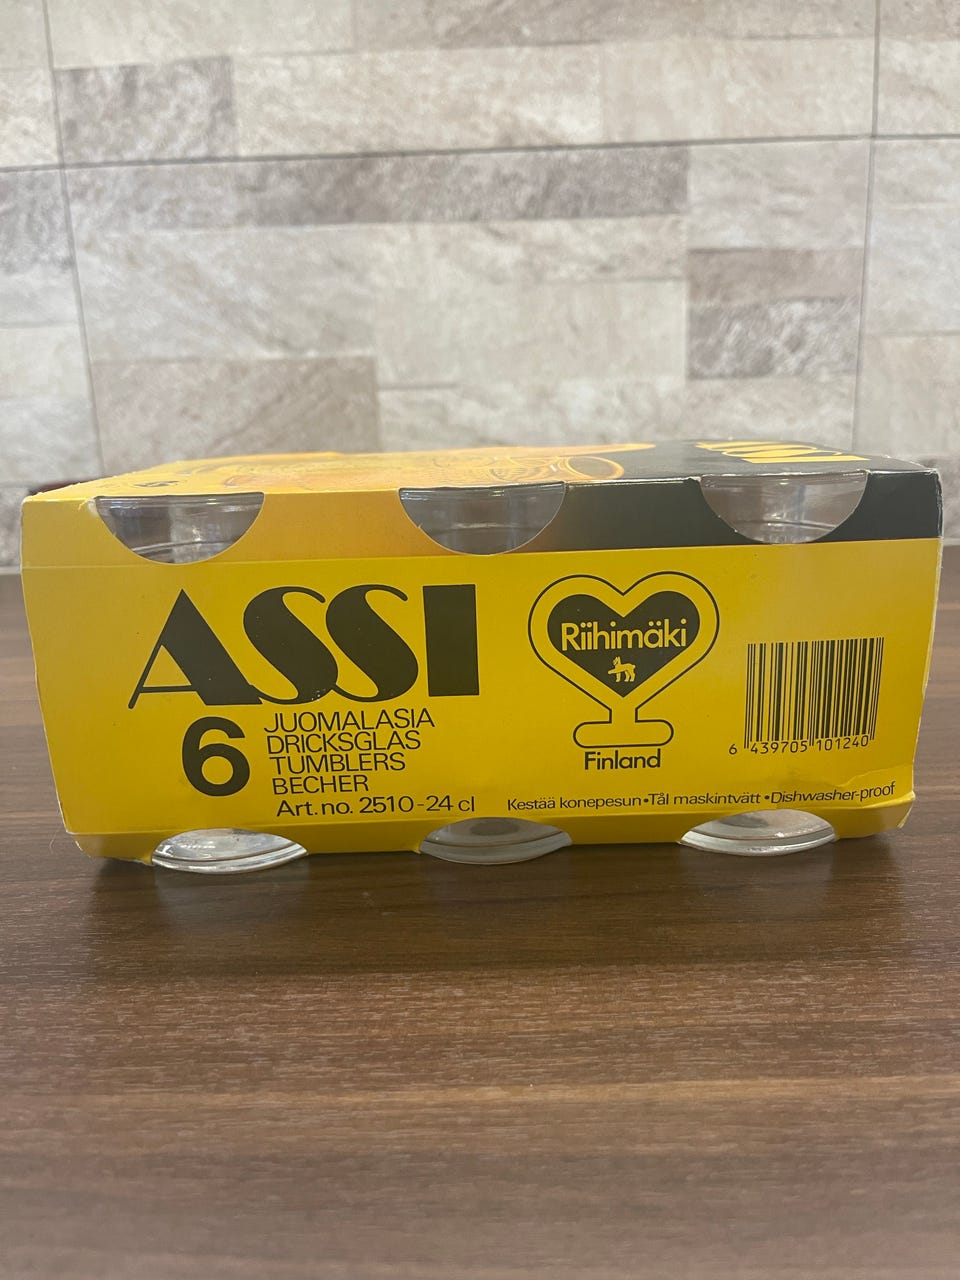 ASSI
ASSI
6
JUOMALASIA
DRICKSGLAS
TUMBLERS
BECHER
Art.no. 2510-24 cl
Riihimäki
Finland
6 439705 101240
Kestää konepesun•Tål maskintvätt•Dishwasher-proof